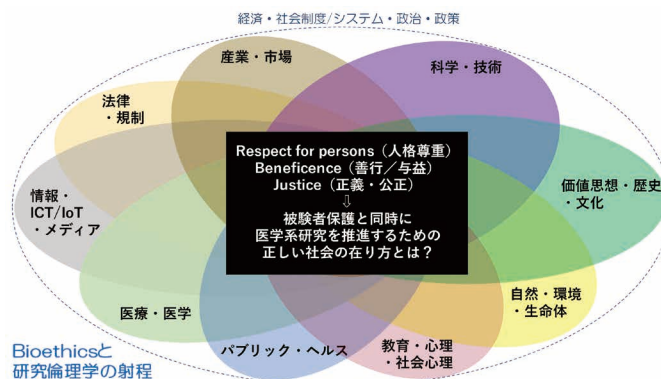 経済・社会制度/システム・政治・政策
産業・市場
科学・技術
法律
・規制
Respect for persons（人格尊重）
Beneficence（善行／与益）
Justice（正義・公正）
⇩
被験者保護と同時に
医学系研究を推進するための
正しい社会の在り方とは？
情報・
ICT/IoT
・メディア
価値思想・歴史
・文化
医療・医学
パブリック・ヘルス
教育・心理
・社会心理
自然・環境
・生命体
Bioethicsと
研究倫理学の射程